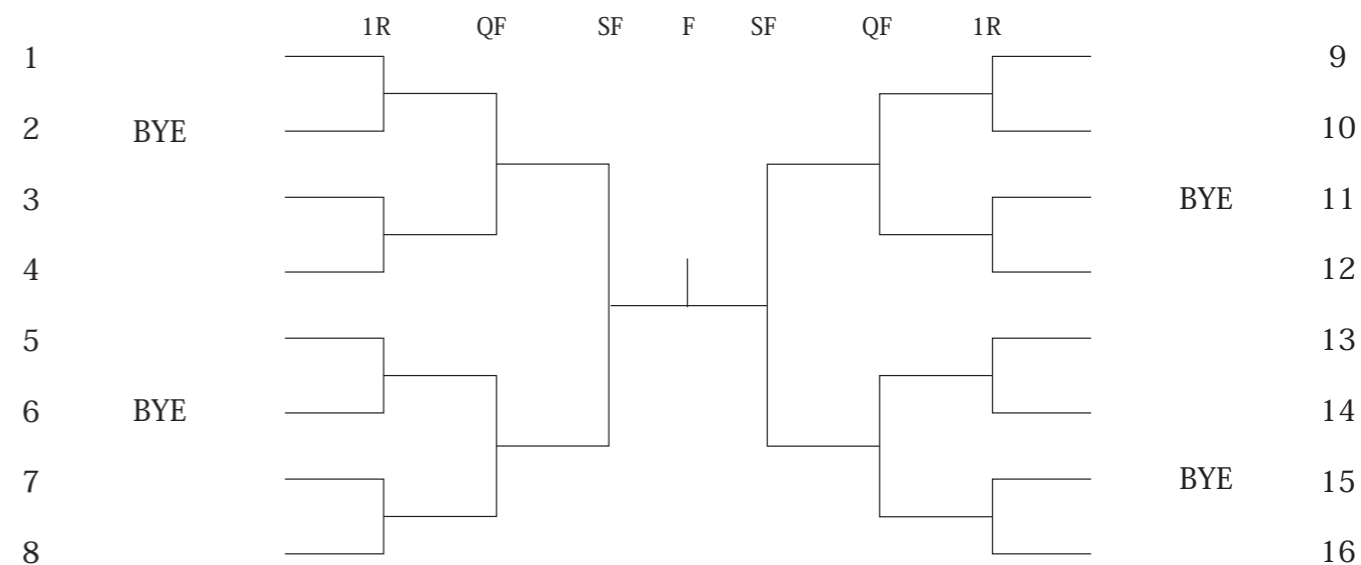 1R QF SF F SF QF 1R
1 9
2 BYE 10
3 BYE 11
4 12
5 13
6 BYE 14
7 BYE 15
8 16